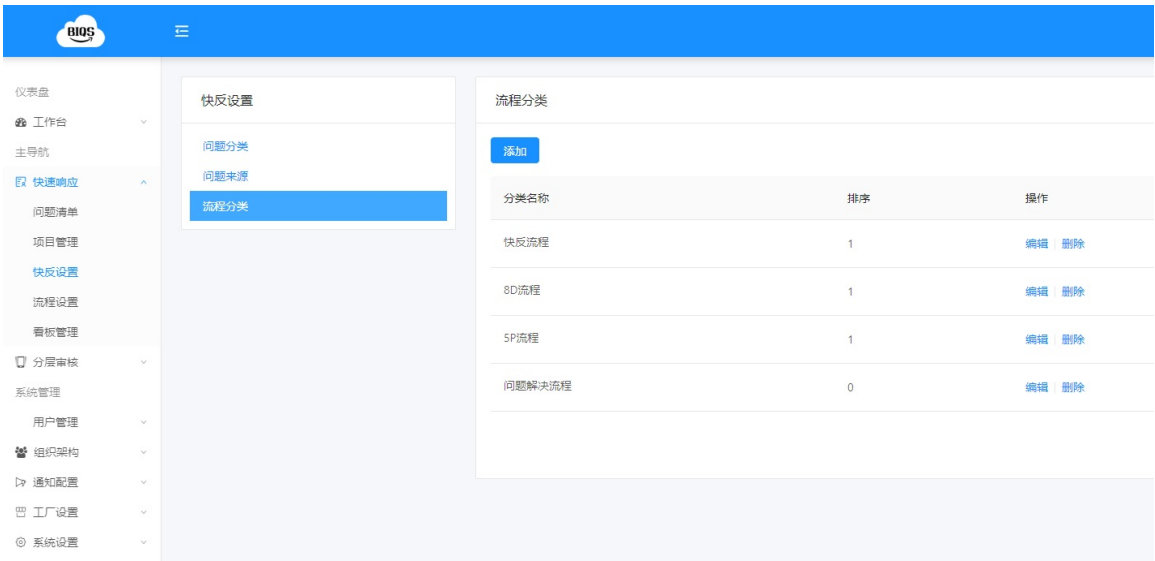 BIQS
仪表盘
工作台
主导航
快速响应
问题清单
项目管理
快反设置
流程设置
看板管理
分层审核
系统管理
用户管理
组织架构
通知配置
工厂设置
系统设置
快反设置
问题分类
问题来源
流程分类
流程分类
添加
分类名称 排序 操作
快反流程 1 编辑 删除
8D流程 1 编辑 删除
5P流程 1 编辑 删除
问题解决流程 0 编辑 删除